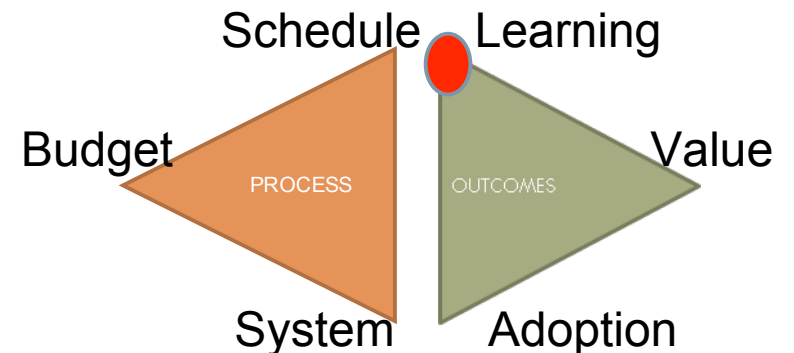 Schedule
Learning
Budget
Value
PROCESS
OUTCOMES
System
Adoption